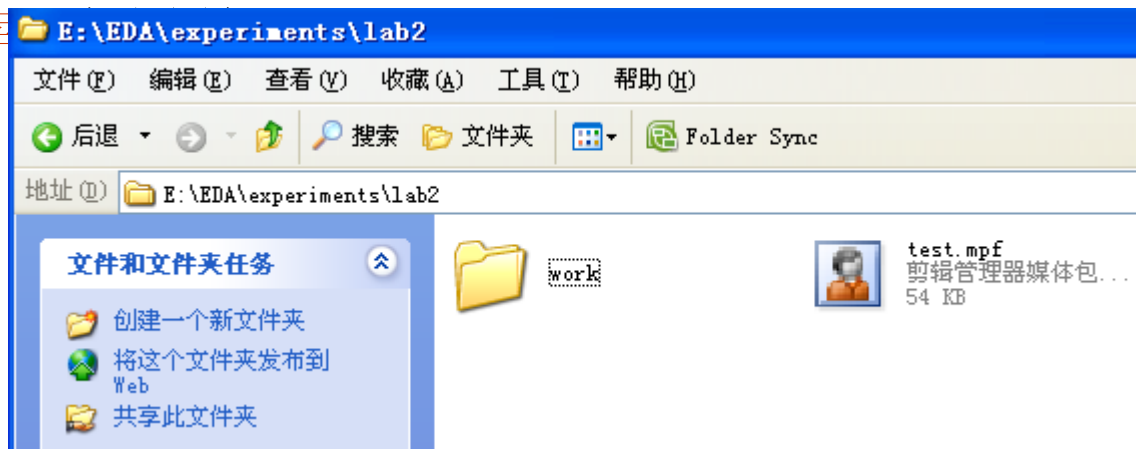 E:\EDA\experiments\lab2
文件(F) 编辑(E) 查看(V) 收藏(A) 工具(T) 帮助(H)
后退 搜索 文件夹 Folder Sync
地址(D) E:\EDA\experiments\lab2
文件和文件夹任务
创建一个新文件夹
将这个文件夹发布到
Web
共享此文件夹
work
test.mpf
剪辑管理器媒体包...
54 KB